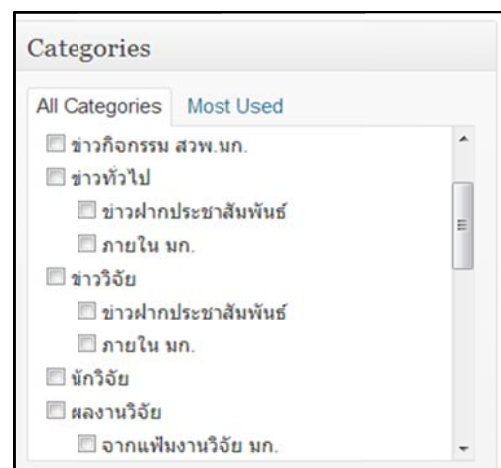 Categories
All Categories Most Used
ข่าวกิจกรรม สวพ.มก.
ข่าวทั่วไป
ข่าวฝากประชาสัมพันธ์
ภายใน มก.
ข่าววิจัย
ข่าวฝากประชาสัมพันธ์
ภายใน มก.
นักวิจัย
ผลงานวิจัย
จากแฟ้มงานวิจัย มก.